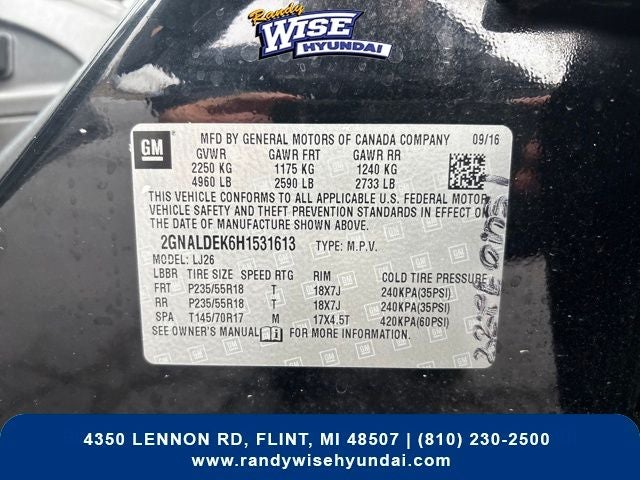 Randy
WISE
HYUNDAI
GM
MFD BY GENERAL MOTORS OF CANADA COMPANY 09/16
GVWR GAWR FRT GAWR RR
2250 KG 1175 KG 1240 KG
4960 LB 2590 LB 2733 LB
THIS VEHICLE CONFORMS TO ALL APPLICABLE U.S. FEDERAL MOTOR
VEHICLE SAFETY AND THEFT PREVENTION STANDARDS IN EFFECT ON
THE DATE OF MANUFACTURE SHOWN ABOVE.
2GNALDEK6H1531613 TYPE: M.P.V.
MODEL: LJ26
LBBR TIRE SIZE SPEED RTG RIM COLD TIRE PRESSURE
FRT P235/55R18 T 18X7J 240KPA(35PSI)
RR P235/55R18 T 18X7J 240KPA(35PSI)
SPA T145/70R17 M 17X4.5T 420KPA(60PSI)
SEE OWNER'S MANUAL FOR MORE INFORMATION.
4350 LENNON RD, FLINT, MI 48507 | (810) 230-2500
www.randywisehyundai.com